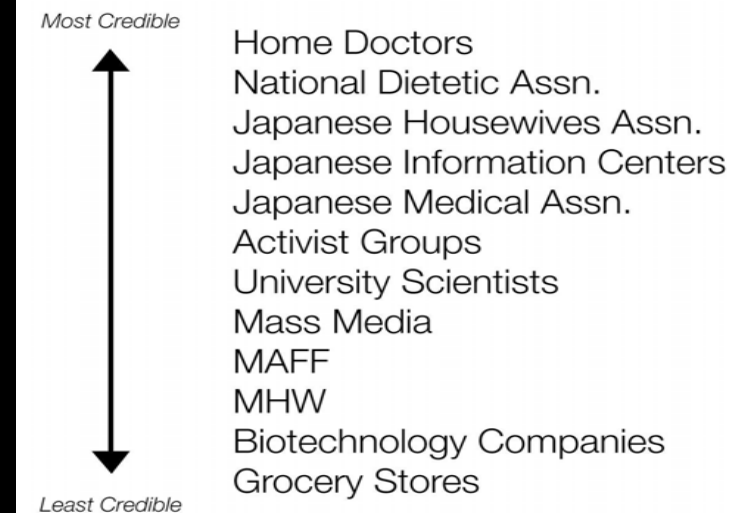 Most Credible
Home Doctors
National Dietetic Assn.
Japanese Housewives Assn.
Japanese Information Centers
Japanese Medical Assn.
Activist Groups
University Scientists
Mass Media
MAFF
MHW
Biotechnology Companies
Grocery Stores
Least Credible